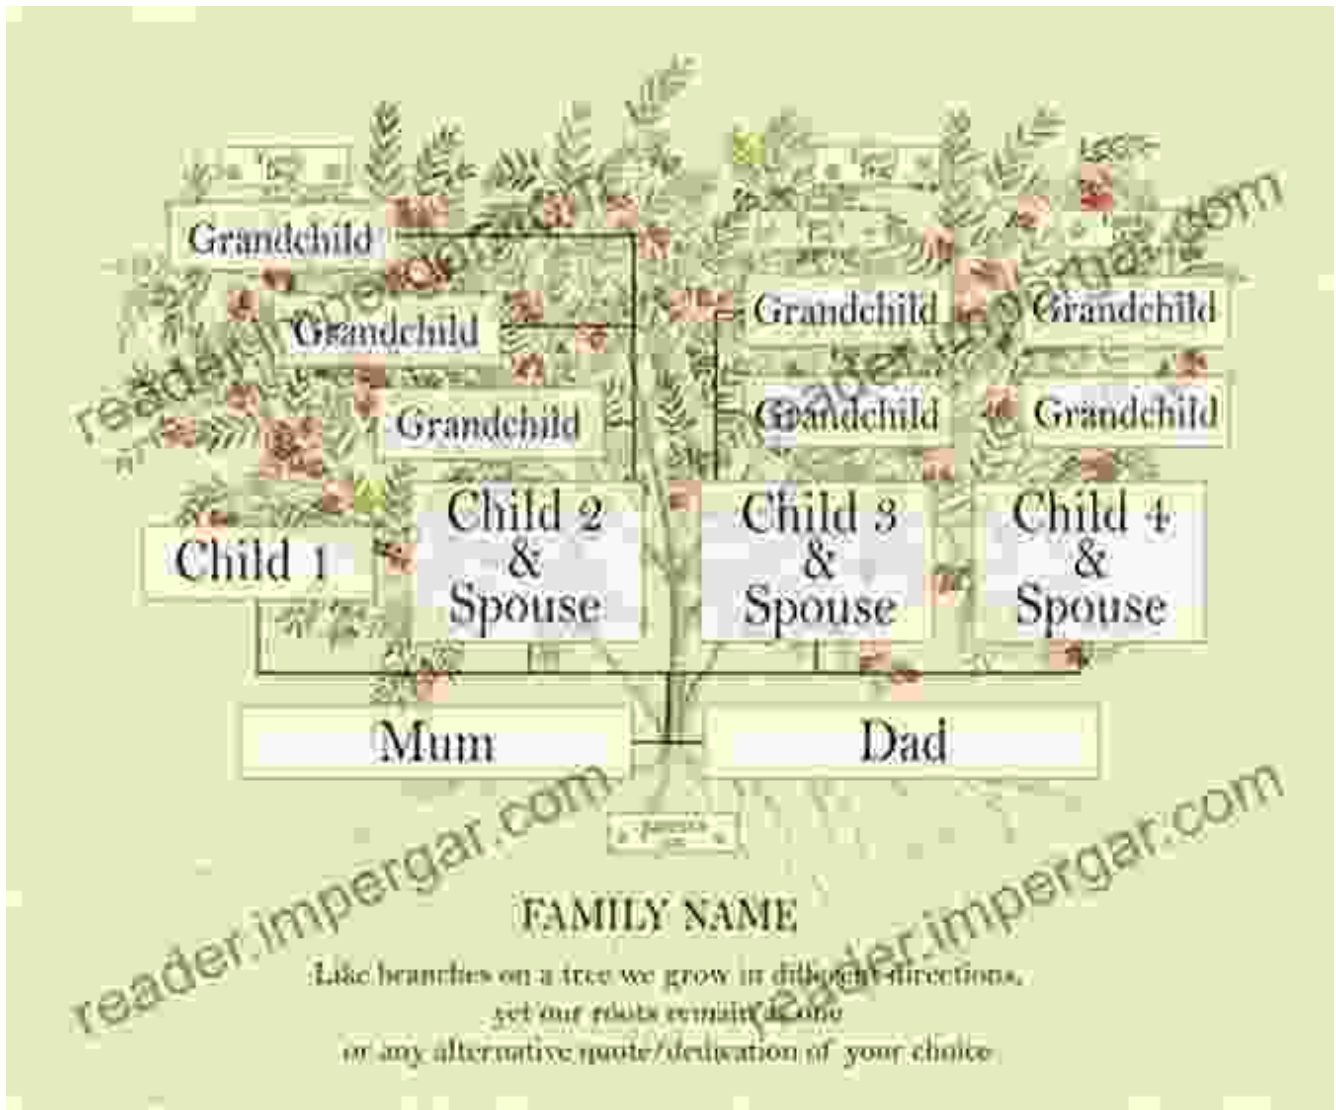 Grandchild
Grandchild
Grandchild
Grandchild
Grandchild
Grandchild
Grandchild
Child 1
Child 2
&
Spouse
Child 3
&
Spouse
Child 4
&
Spouse
Mum
Dad
FAMILY NAME
Like branches on a tree we grow in different directions,
yet our roots remain as one
or any alternative quote/dedication of your choice
reader.impergar.com
reader.impergar.com
reader.impergar.com
reader.impergar.com